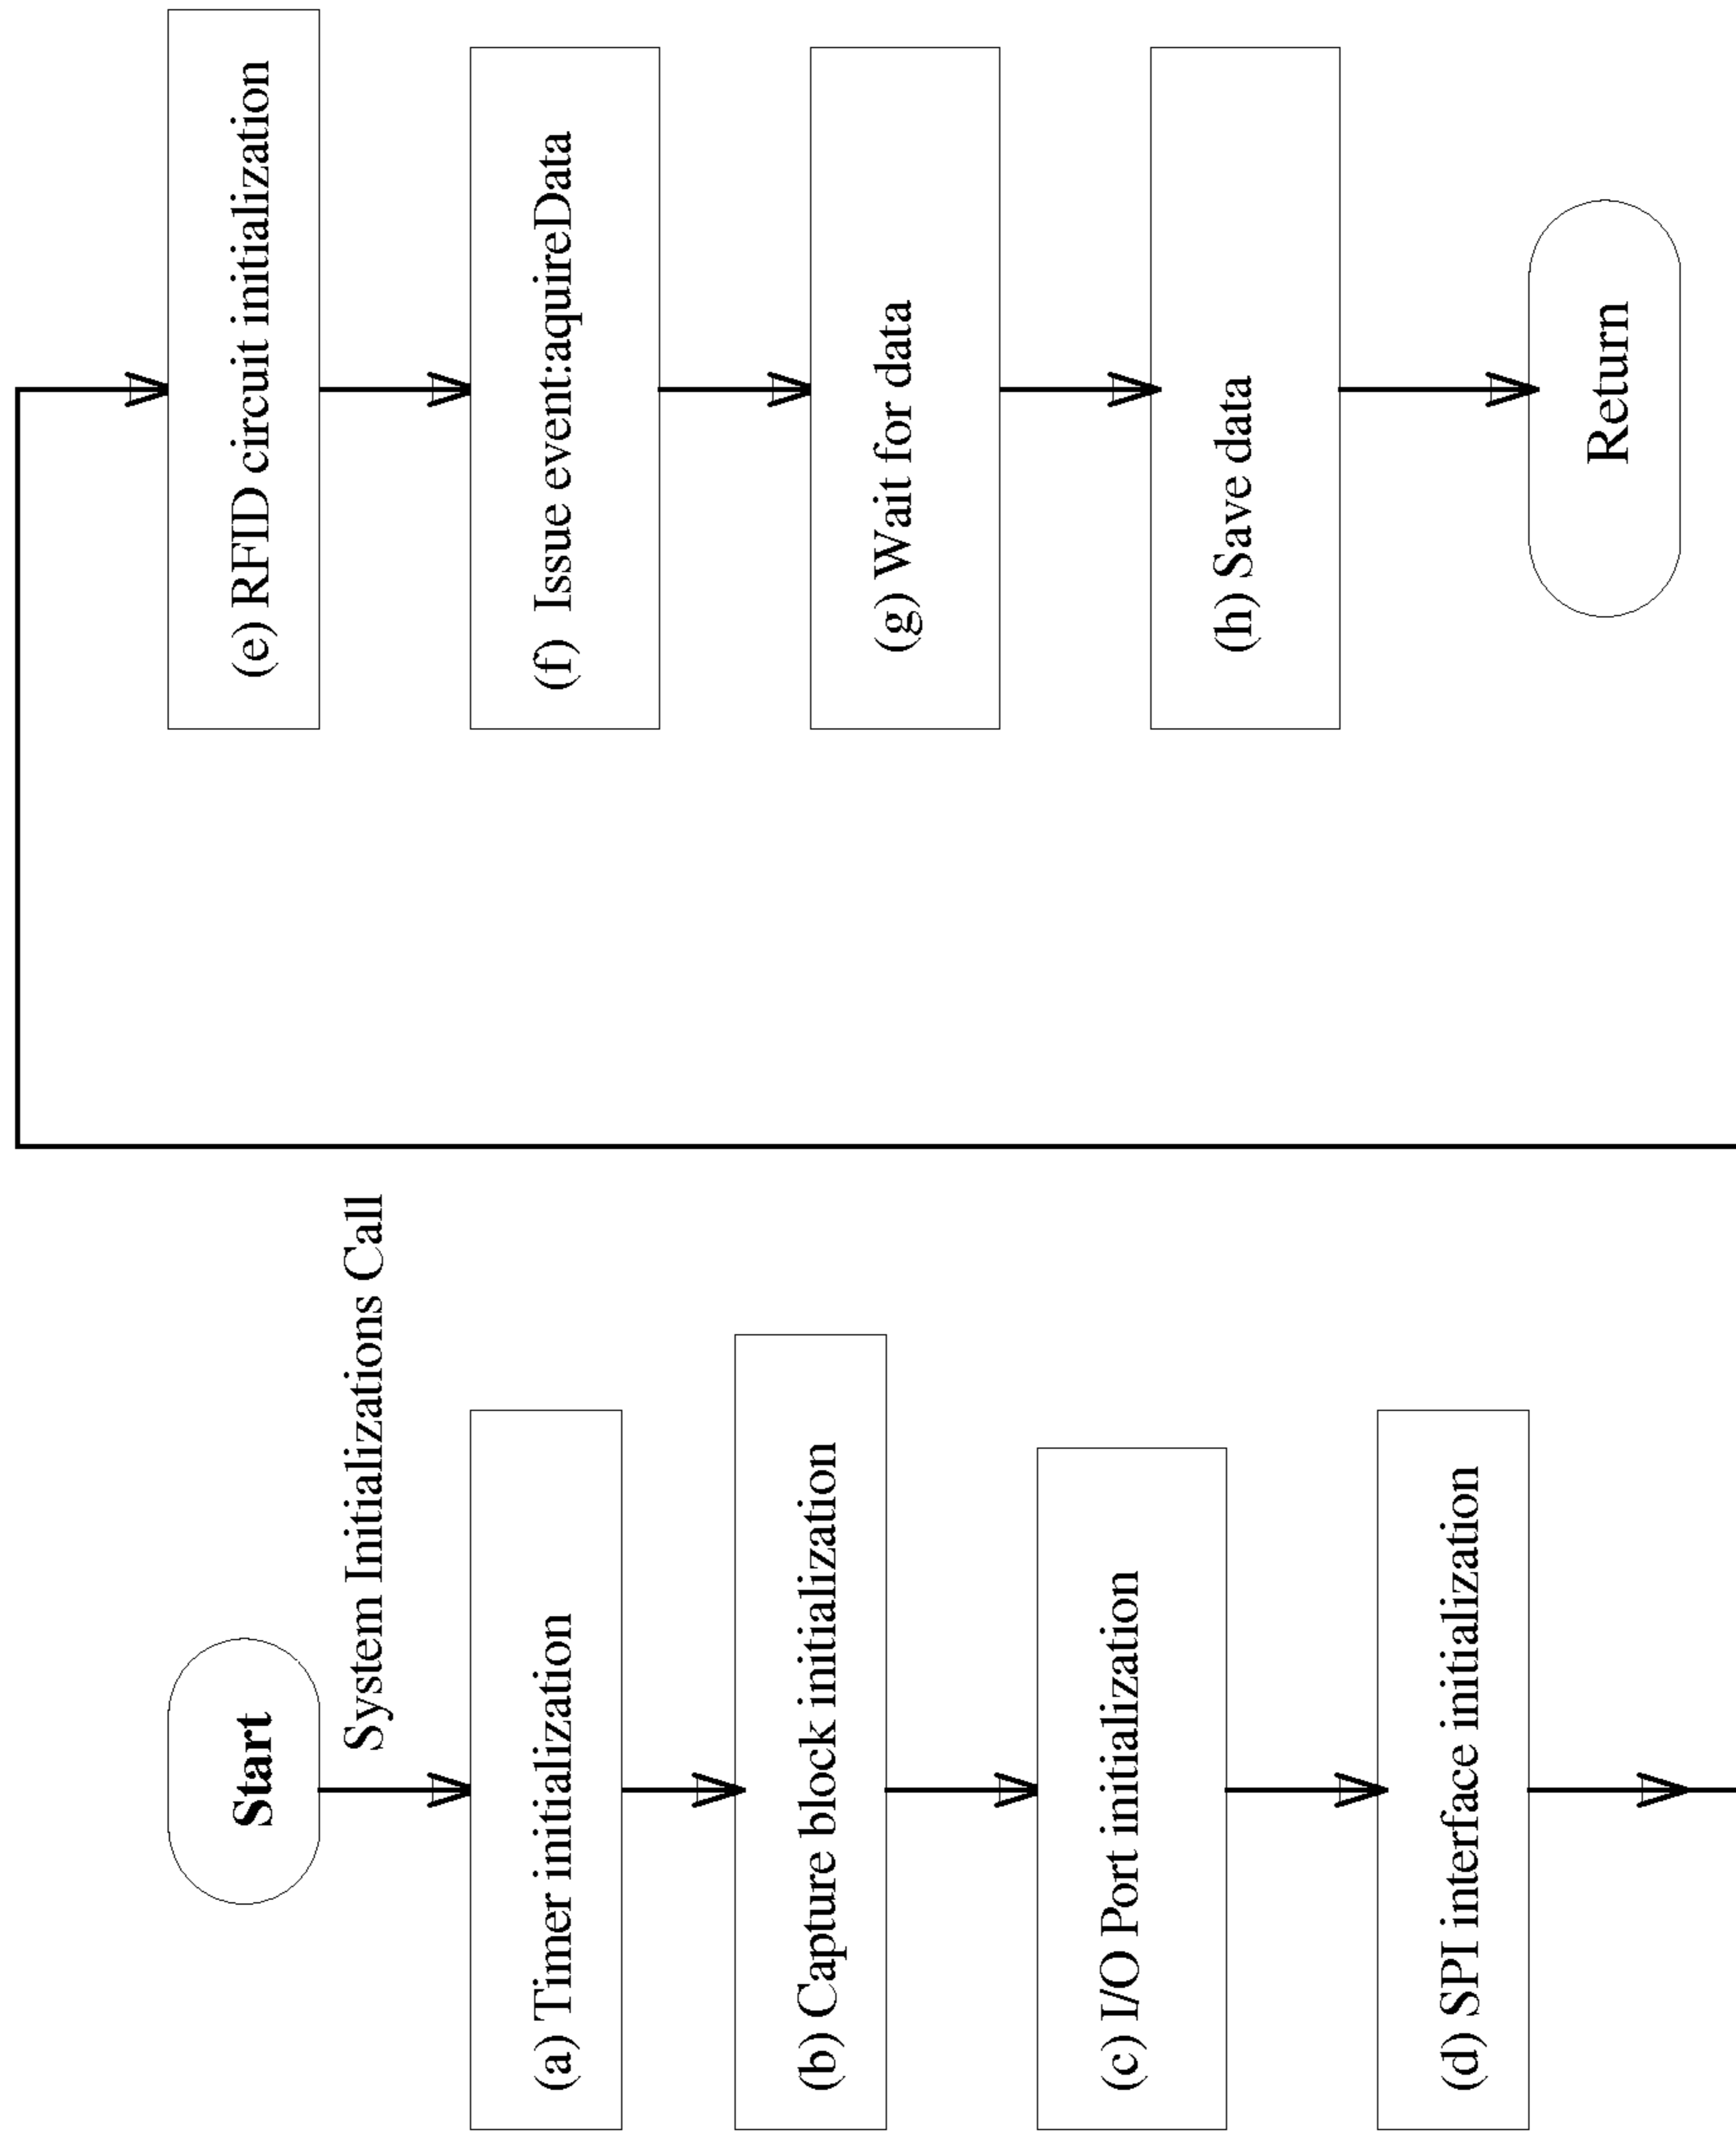 Start
System Initializations Call
(a) Timer initialization
(b) Capture block initialization
(c) I/O Port initialization
(d) SPI interface initialization
(e) RFID circuit initialization
(f) Issue event:aquireData
(g) Wait for data
(h) Save data
Return